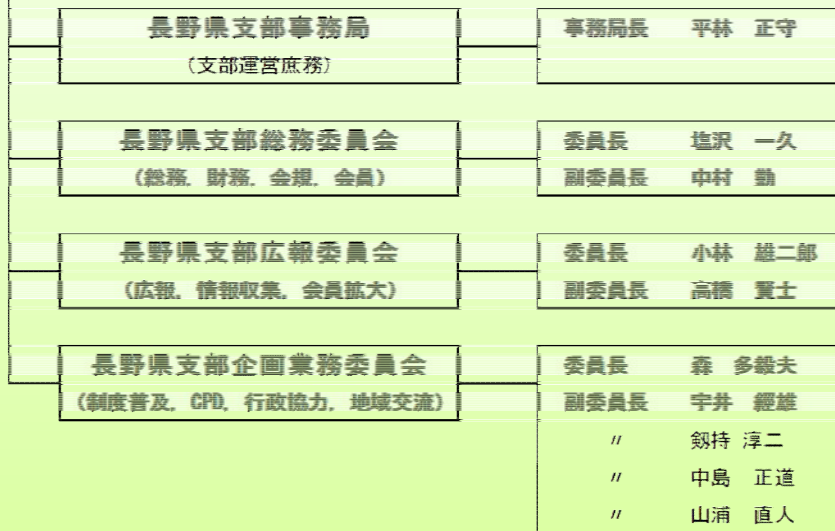 長野県支部事務局 事務局長 平林 正守
（支部運営庶務）
長野県支部総務委員会 委員長 塩沢 一久
（総務，財務，会規，会員） 副委員長 中村 勤
長野県支部広報委員会 委員長 小林 雄二郎
（広報，情報収集，会員拡大） 副委員長 高橋 賢士
長野県支部企画業務委員会 委員長 森 多毅夫
（制度普及，CPD，行政協力，地域交流） 副委員長 宇井 經雄
〃 剱持 淳二
〃 中島 正道
〃 山浦 直人